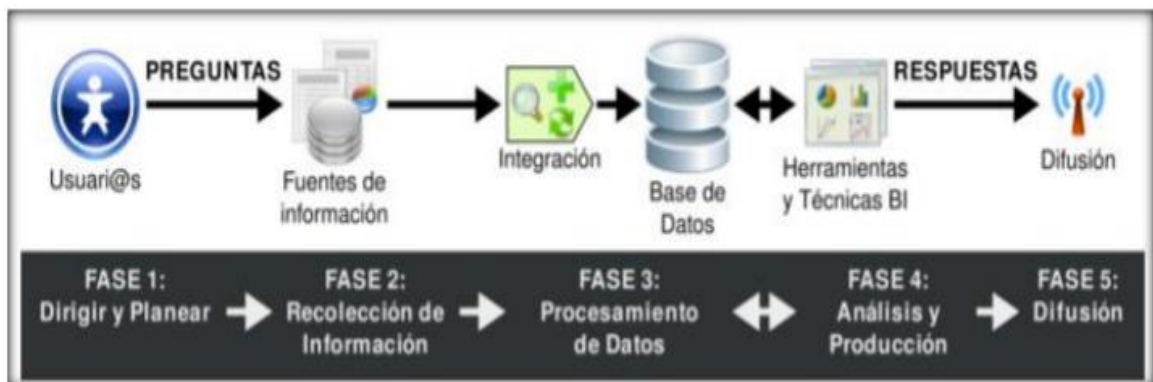 PREGUNTAS
RESPUESTAS
Usuari@s
Fuentes de
información
Integración
Base de
Datos
Herramientas
y Técnicas BI
Difusión
FASE 1:
Dirigir y Planear
FASE 2:
Recolección de
Información
FASE 3:
Procesamiento
de Datos
FASE 4:
Análisis y
Producción
FASE 5:
Difusión